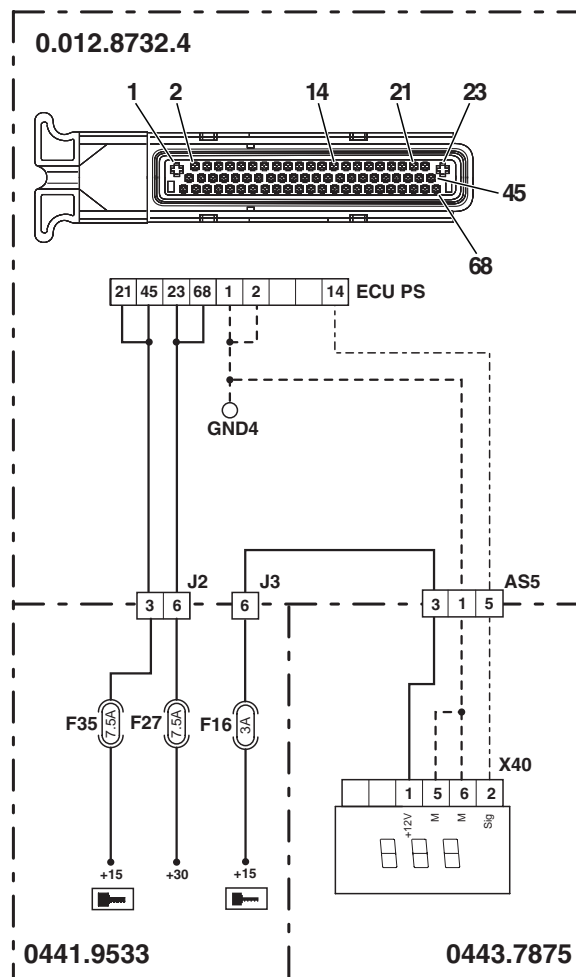 0.012.8732.4
1 2 14 21 23
45
68
21 45 23 68 1 2 14 ECU PS
GND4
J2 J3 AS5
3 6 6 3 1 5
F35 7.5A F27 7.5A F16 3A
X40
1 5 6 2
+12V M M Sig
+15 +30 +15
0441.9533 0443.7875